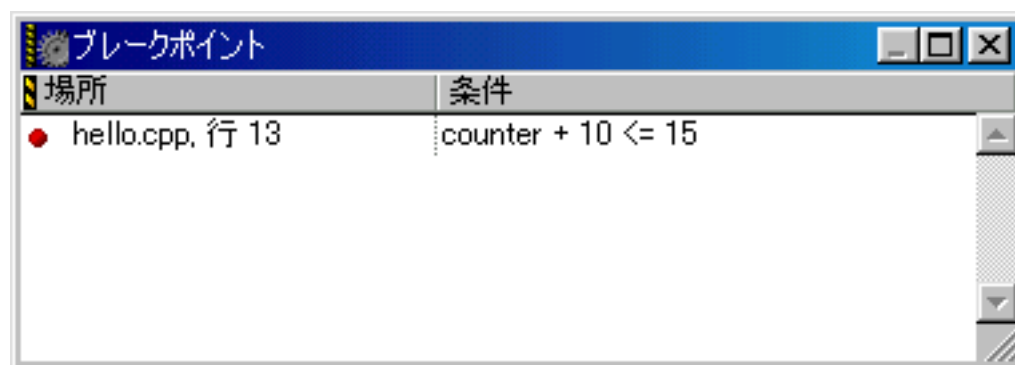 ブレークポイント
場所 条件
hello.cpp, 行 13 counter + 10 <= 15